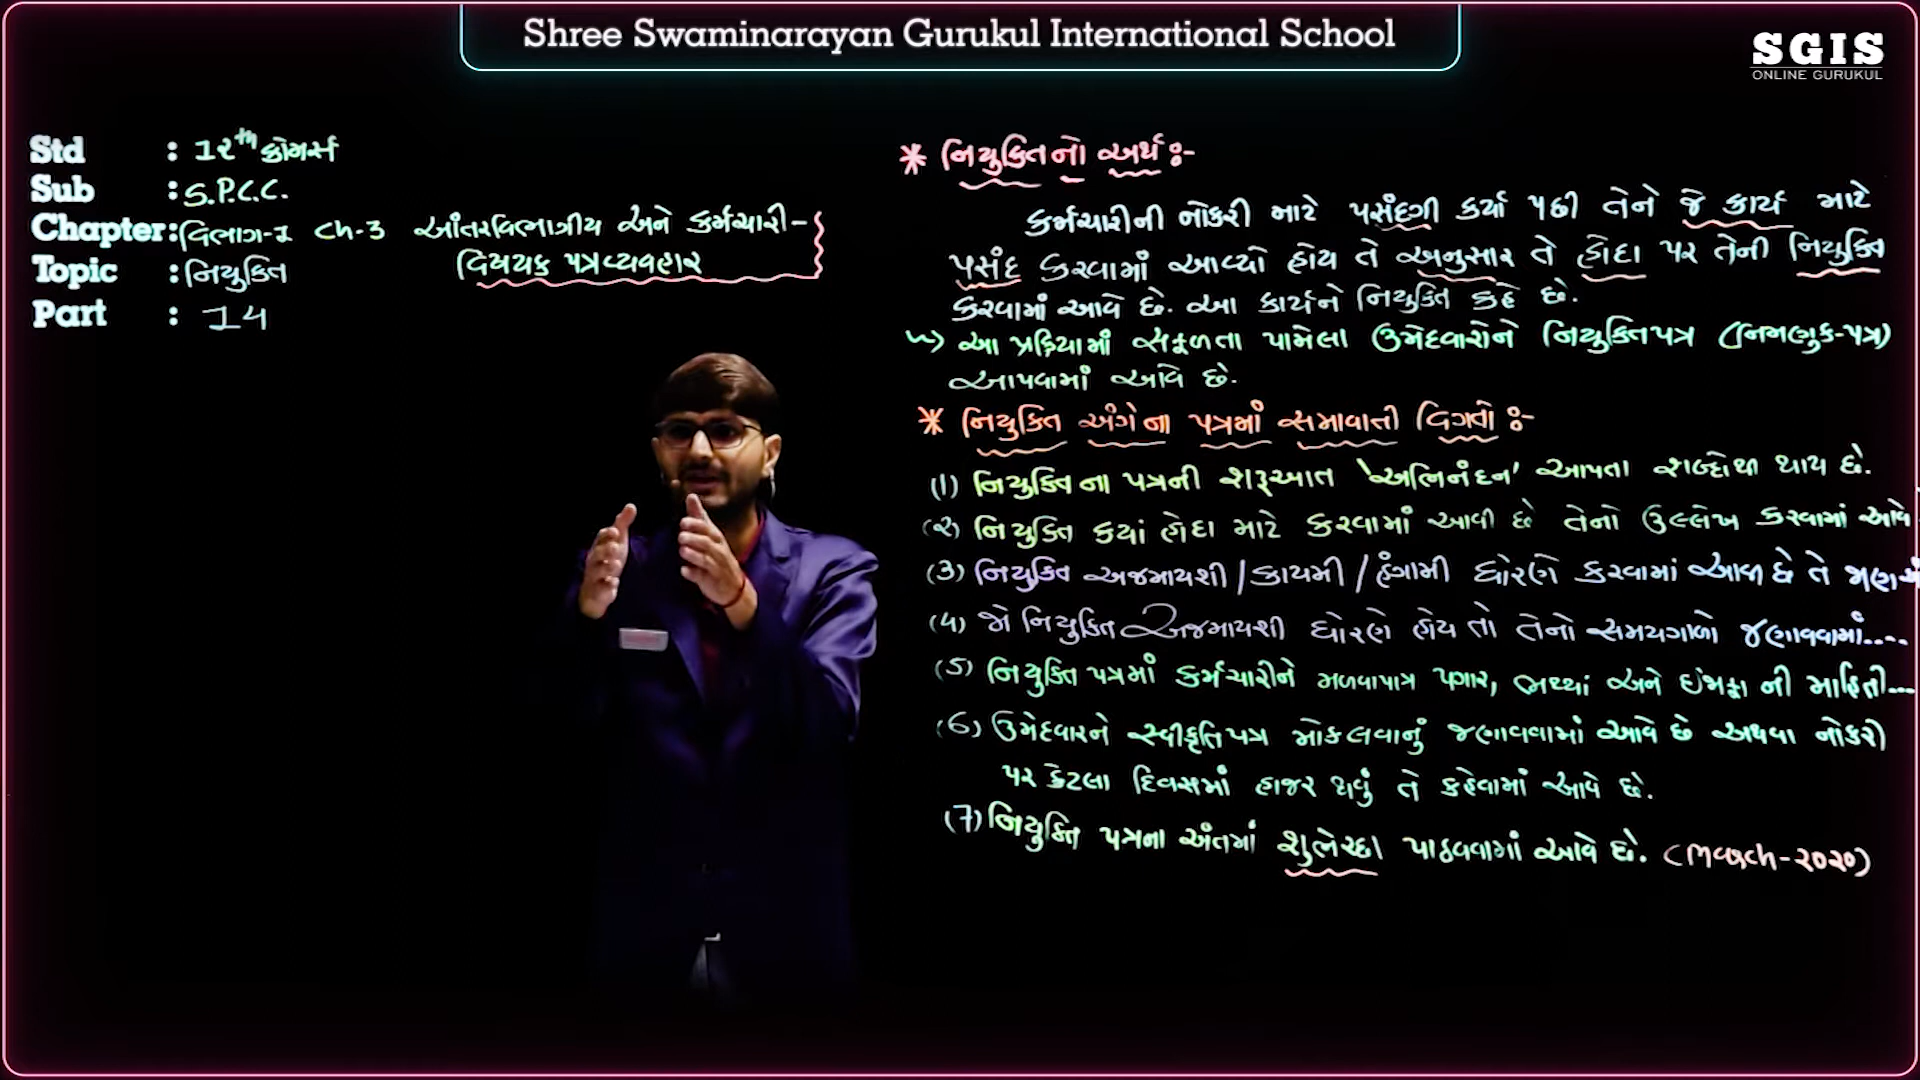 Shree Swaminarayan Gurukul International School
SGIS
ONLINE GURUKUL
Std : 1૨th કોમર્સ
Sub : S.P.C.C.
Chapter: વિભાગ-1 ch-3 આંતરવિભાગીય અને કર્મચારી-
વિષયક પત્રવ્યવહાર
Topic : નિયુક્તિ
Part : 14
* નિયુક્તિનો અર્થ :-
કર્મચારીની નોકરી માટે પસંદગી કર્યા પછી તેને જે કાર્ય માટે
પસંદ કરવામાં આવ્યો હોય તે અનુસાર તે હોદા પર તેની નિયુક્તિ
કરવામાં આવે છે. આ કાર્યને નિયુક્તિ કહે છે.
આ પ્રક્રિયામાં સફળતા પામેલા ઉમેદવારોને નિયુક્તિપત્ર (નિમણુક-પત્ર)
આપવામાં આવે છે.
* નિયુક્તિ અંગેના પત્રમાં સમાવાતી વિગતો :-
(1) નિયુક્તિના પત્રની શરૂઆત 'અભિનંદન' આપતા શબ્દોથી થાય છે.
(૨) નિયુક્તિ કયાં હોદા માટે કરવામાં આવી છે તેનો ઉલ્લેખ કરવામાં આવે
(3) નિયુક્તિ અજમાયશી / કાયમી / હંગામી ધોરણે કરવામાં આવી છે તે
(4) જો નિયુક્તિ અજમાયશી ધોરણે હોય તો તેનો સમયગાળો જણાવવામાં....
(5) નિયુક્તિ પત્રમાં કર્મચારીને મળવાપાત્ર પગાર, ભથ્થાં અને ઇજાફા ની માહિતી...
(6) ઉમેદવારને સ્વીકૃતિપત્ર મોકલવાનું જણાવવામાં આવે છે અથવા નોકરી
પર કેટલા દિવસમાં હાજર થવું તે કહેવામાં આવે છે.
(7) નિયુક્તિ પત્રના અંતમાં શુભેચ્છા પાઠવવામાં આવે છે. (March-૨૦૨૦)